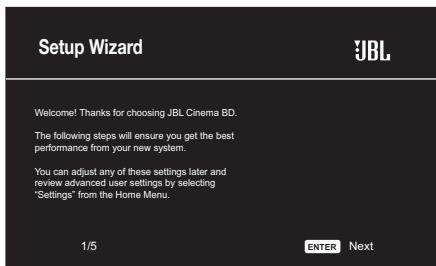 Setup Wizard
JBL
Welcome! Thanks for choosing JBL Cinema BD.
The following steps will ensure you get the best
performance from your new system.
You can adjust any of these settings later and
review advanced user settings by selecting
“Settings” from the Home Menu.
1/5
ENTER Next